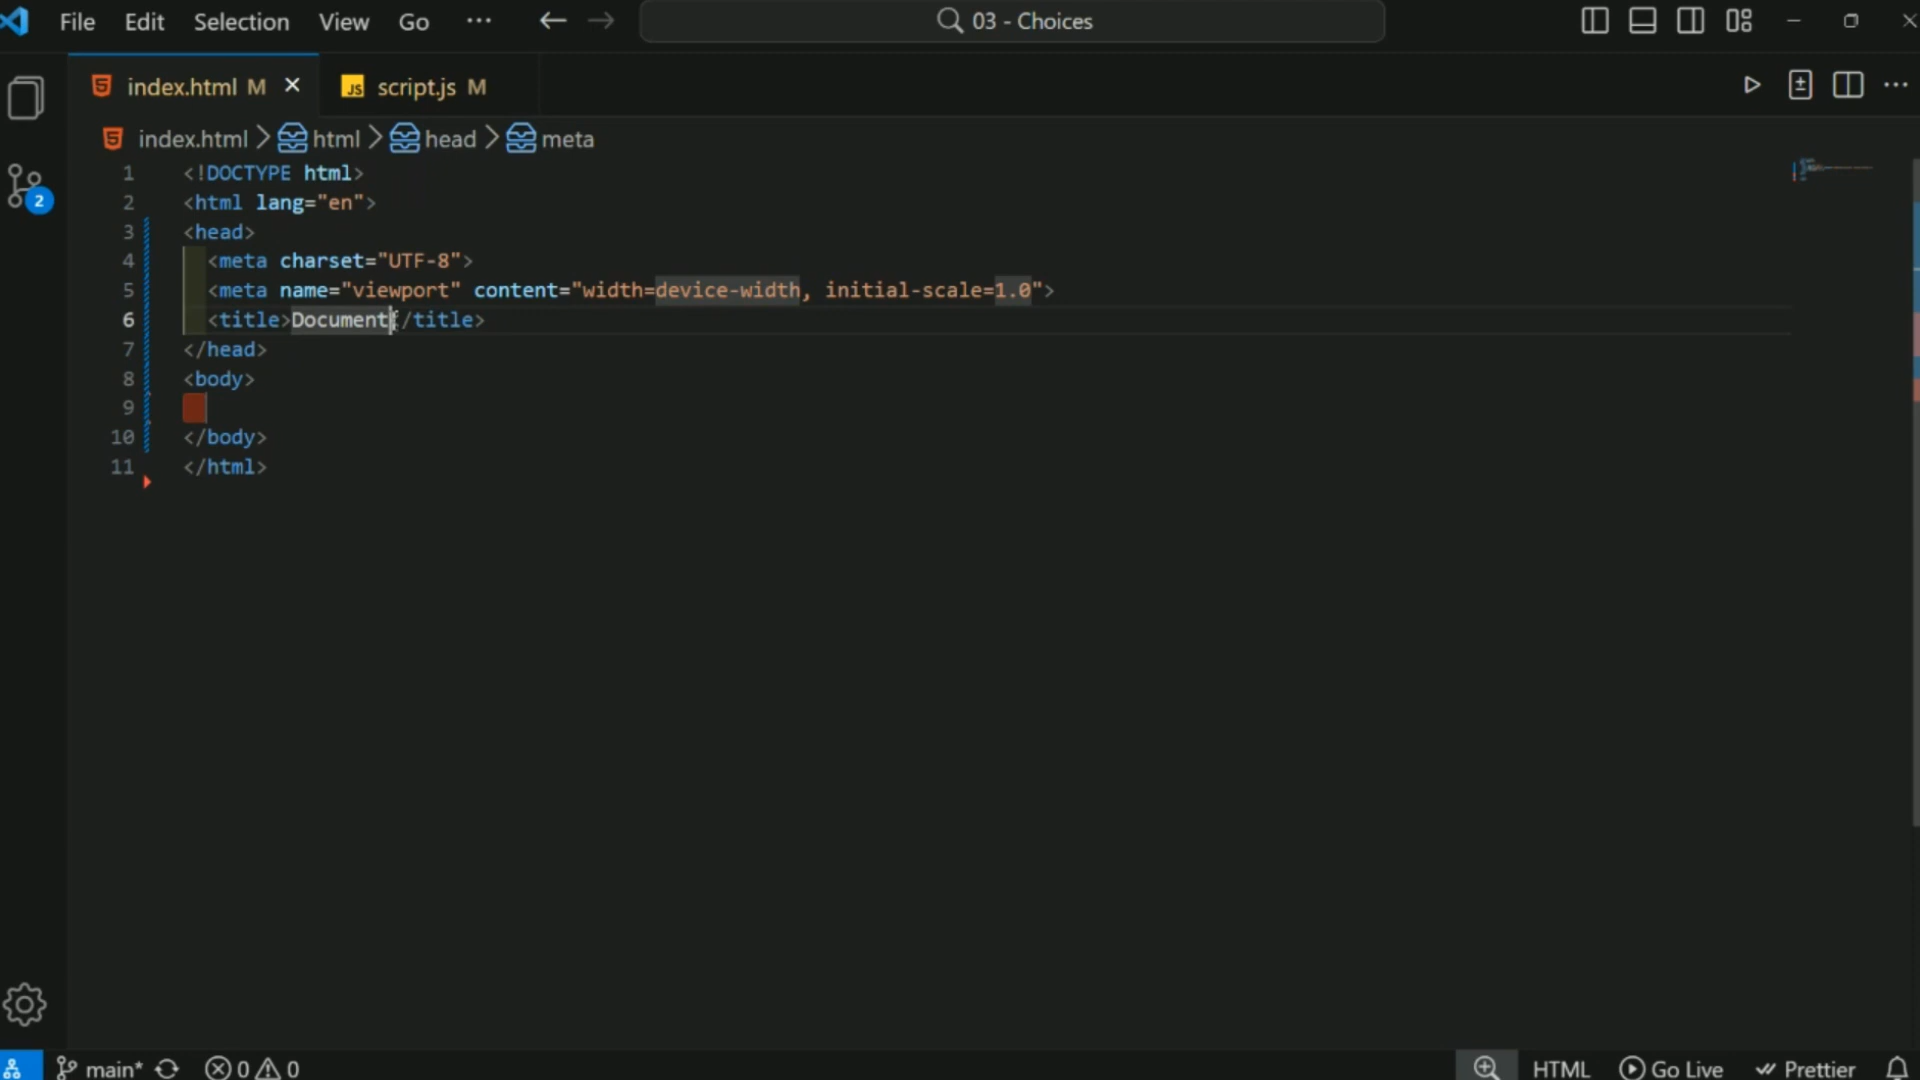 File Edit Selection View Go ··· 03 - Choices
index.html M script.js M
index.html > html > head > meta
1 <!DOCTYPE html>
2 <html lang="en">
3 <head>
4 <meta charset="UTF-8">
5 <meta name="viewport" content="width=device-width, initial-scale=1.0">
6 <title>Document</title>
7 </head>
8 <body>
9
10 </body>
11 </html>
2
main* 0 0 HTML Go Live Prettier